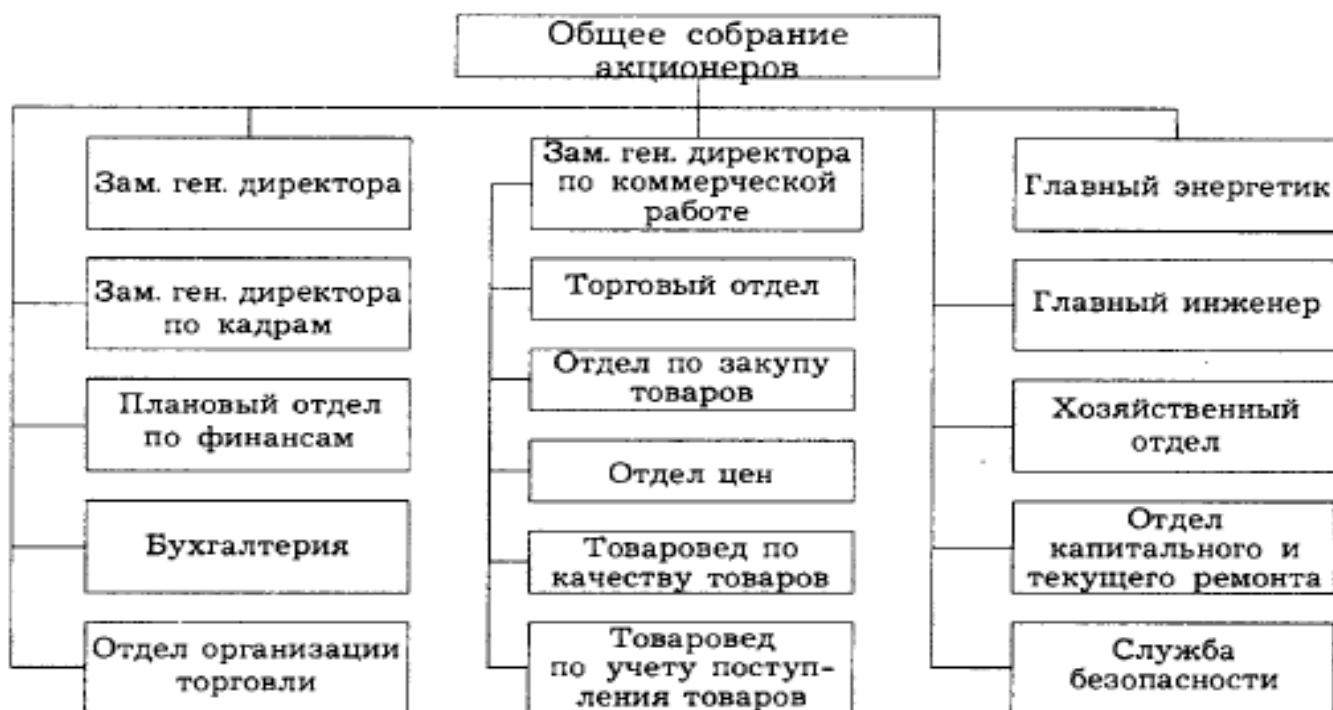 Общее собрание
акционеров
Зам. ген. директора
Зам. ген. директора
по кадрам
Плановый отдел
по финансам
Бухгалтерия
Отдел организации
торговли
Зам. ген. директора
по коммерческой
работе
Торговый отдел
Отдел по закупу
товаров
Отдел цен
Товаровед по
качеству товаров
Товаровед
по учету поступ-
ления товаров
Главный энергетик
Главный инженер
Хозяйственный
отдел
Отдел
капитального и
текущего ремонта
Служба
безопасности